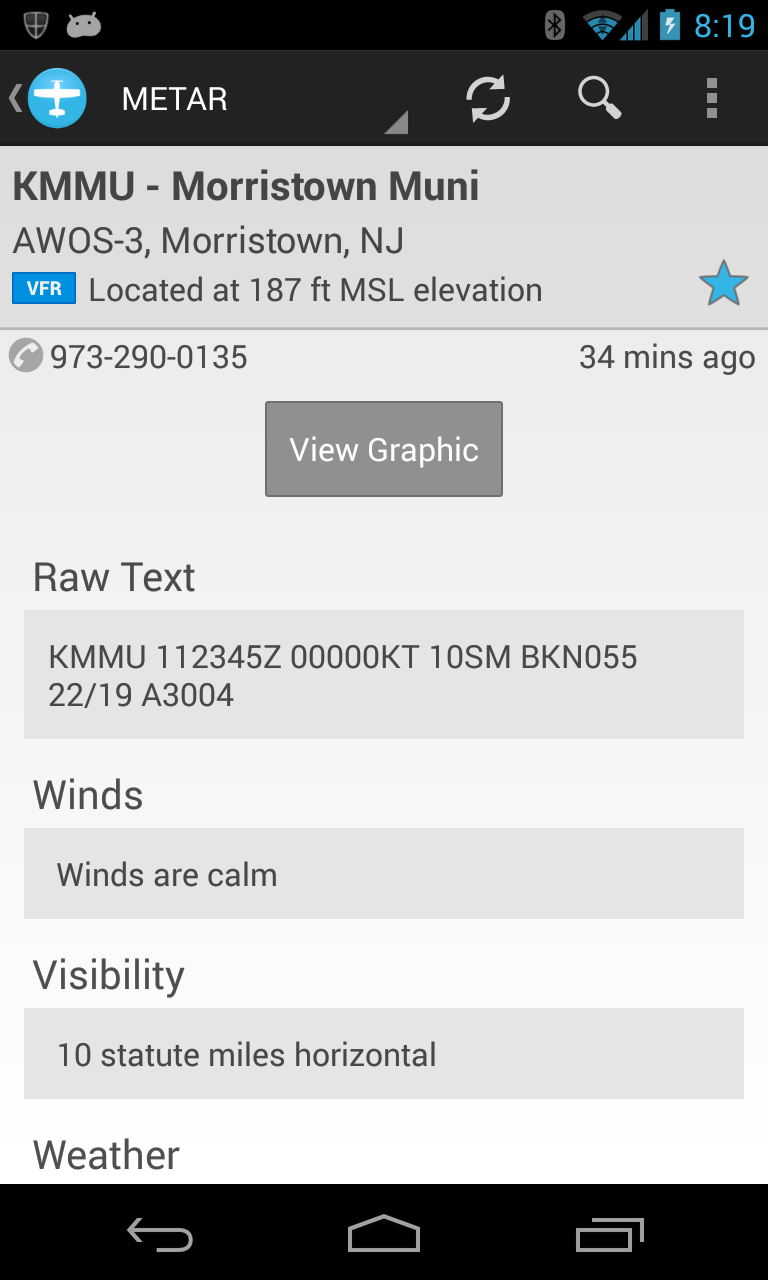 8:19
METAR
KMMU - Morristown Muni
AWOS-3, Morristown, NJ
VFR Located at 187 ft MSL elevation
973-290-0135 34 mins ago
View Graphic
Raw Text
KMMU 112345Z 00000KT 10SM BKN055
22/19 A3004
Winds
Winds are calm
Visibility
10 statute miles horizontal
Weather